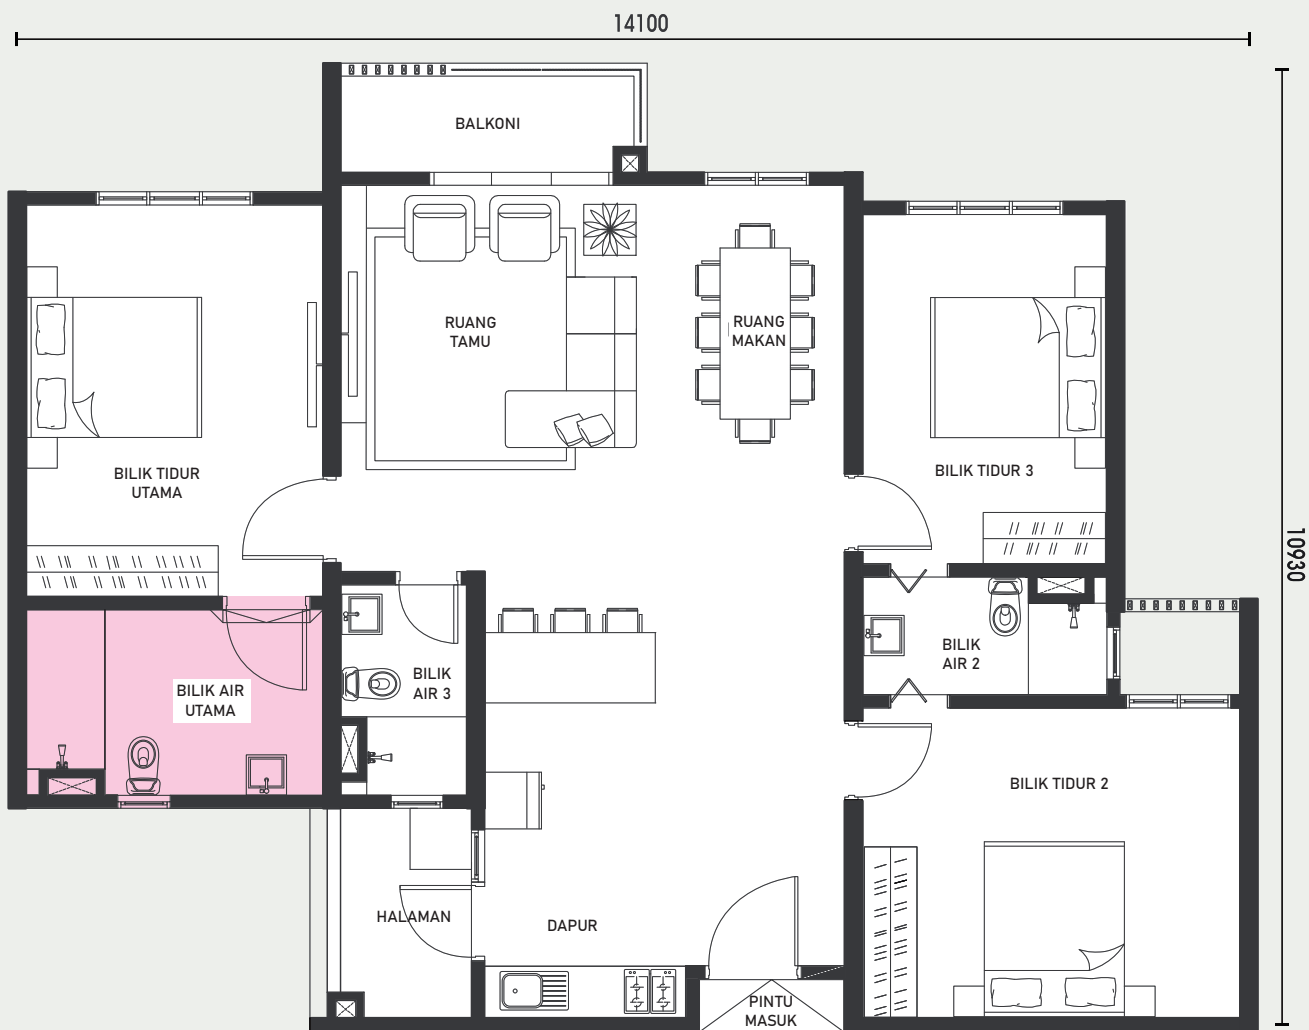 14100
BALKONI
RUANG
TAMU
RUANG
MAKAN
BILIK TIDUR
UTAMA
BILIK TIDUR 3
10930
BILIK AIR
UTAMA
BILIK
AIR 3
BILIK
AIR 2
BILIK TIDUR 2
HALAMAN
DAPUR
PINTU
MASUK